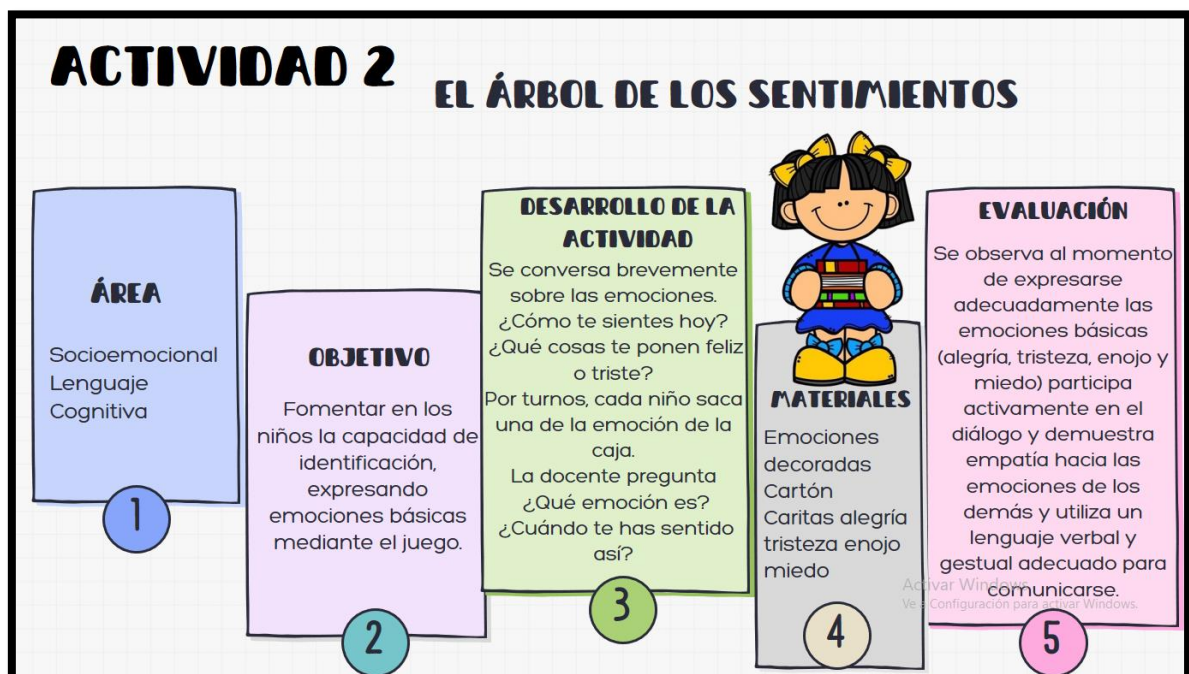 ACTIVIDAD 2
EL ÁRBOL DE LOS SENTIMIENTOS
ÁREA
Socioemocional
Lenguaje
Cognitiva
1
OBJETIVO
Fomentar en los
niños la capacidad de
identificación,
expresando
emociones básicas
mediante el juego.
2
DESARROLLO DE LA
ACTIVIDAD
Se conversa brevemente
sobre las emociones.
¿Cómo te sientes hoy?
¿Qué cosas te ponen feliz
o triste?
Por turnos, cada niño saca
una de la emoción de la
caja.
La docente pregunta
¿Qué emoción es?
¿Cuándo te has sentido
así?
3
MATERIALES
Emociones
decoradas
Cartón
Caritas alegría
tristeza enojo
miedo
4
EVALUACIÓN
Se observa al momento
de expresarse
adecuadamente las
emociones básicas
(alegría, tristeza, enojo y
miedo) participa
activamente en el
diálogo y demuestra
empatía hacia las
emociones de los
demás y utiliza un
lenguaje verbal y
gestual adecuado para
comunicarse.
5
Activar Windows
Ve a Configuración para activar Windows.